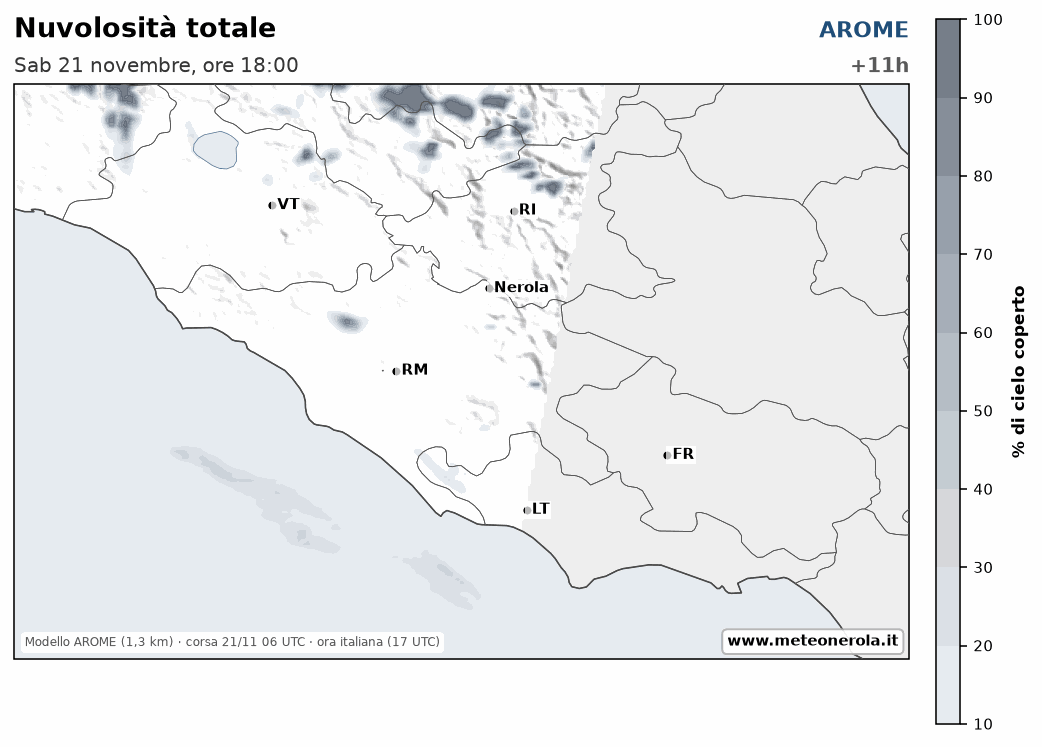 Nuvolosità totale
AROME
Sab 21 novembre, ore 18:00
+11h
100
90
80
70
60
50
40
30
20
10
% di cielo coperto
VT
RI
Nerola
RM
FR
LT
Modello AROME (1,3 km) · corsa 21/11 06 UTC · ora italiana (17 UTC)
www.meteonerola.it